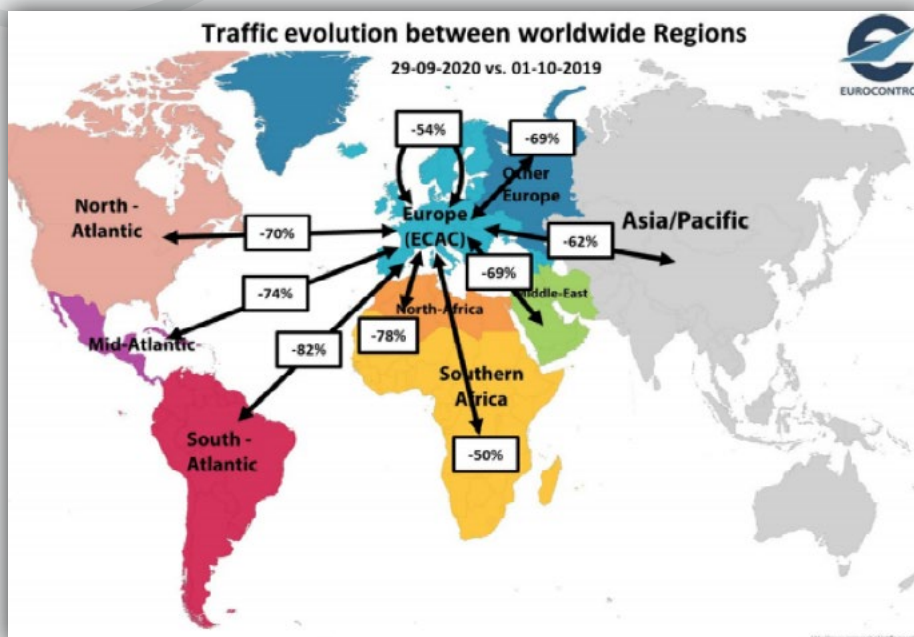 Traffic evolution between worldwide Regions
29-09-2020 vs. 01-10-2019
EUROCONTROL
-54%
-69%
Other
Europe
North -
Atlantic
Europe
(ECAC)
Asia/Pacific
-70%
-62%
-74%
-69%
Middle-East
North-Africa
Mid-Atlantic
-82%
-78%
Southern
Africa
South -
Atlantic
-50%